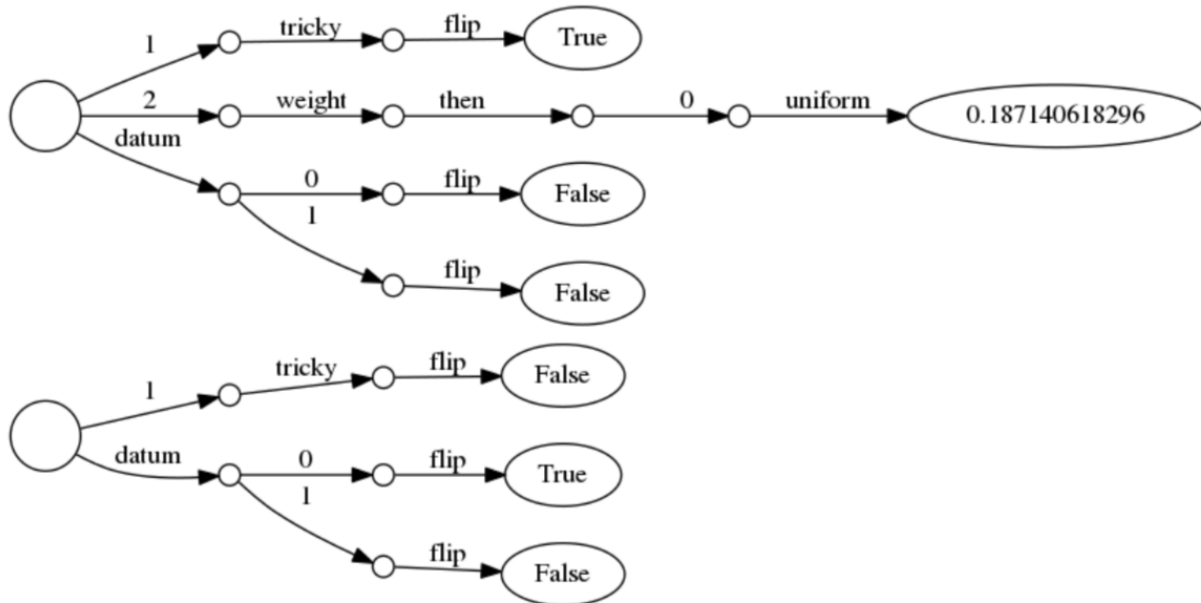 1 tricky flip True
2 weight then 0 uniform 0.187140618296
datum 0 flip False
1 flip False
1 tricky flip False
datum 0 flip True
1 flip False